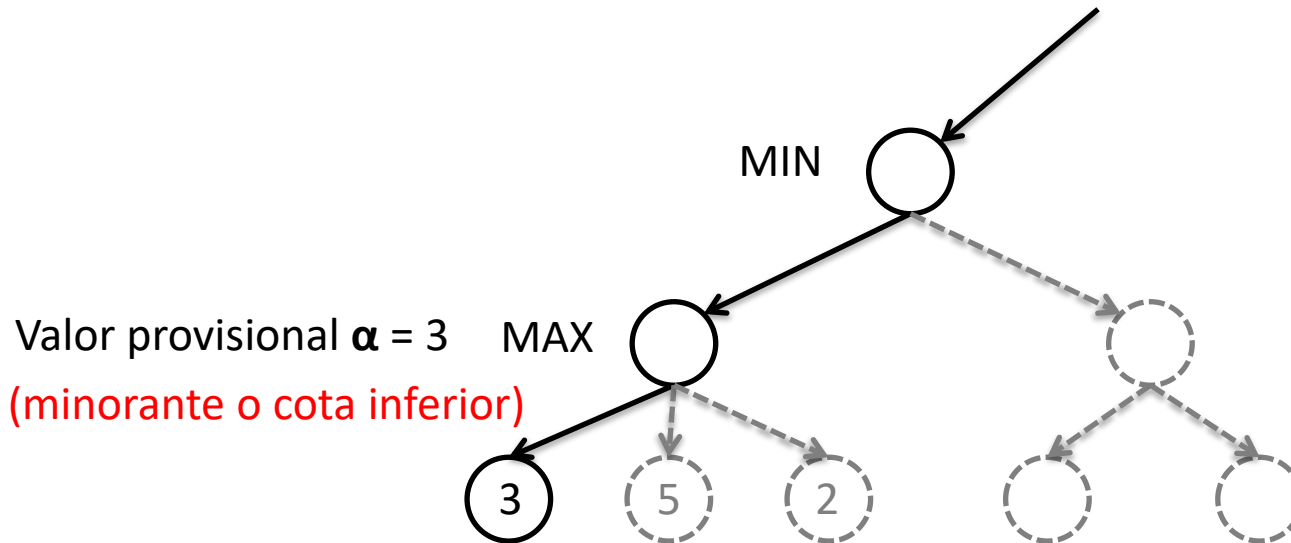 MIN
Valor provisional α = 3 MAX
(minorante o cota inferior)
3 5 2